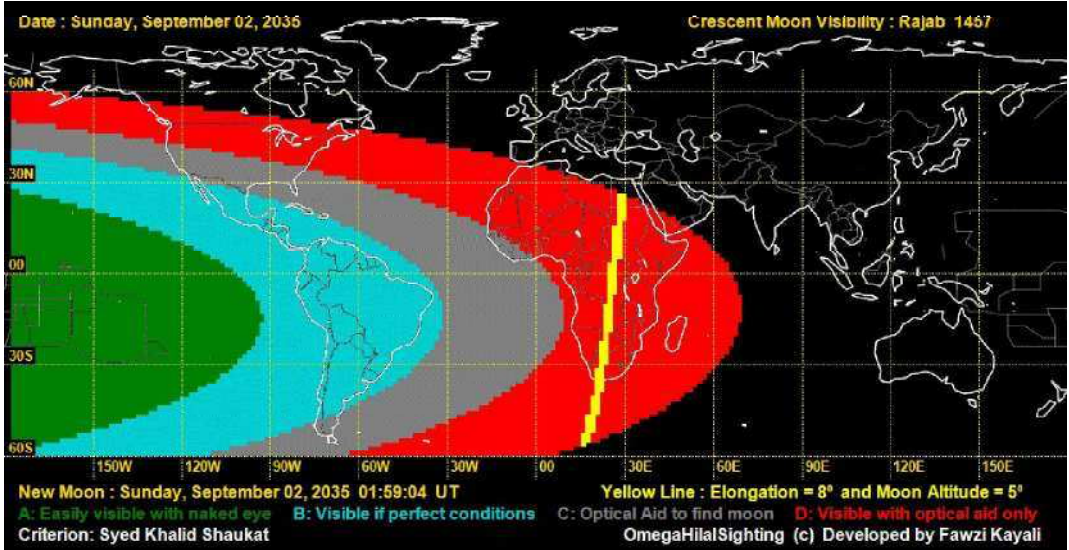 Date : Sunday, September 02, 2035 Crescent Moon Visibility : Rajab 1457
60N
30N
00
30S
60S
150W 120W 90W 60W 30W 00 30E 60E 90E 120E 150E
New Moon : Sunday, September 02, 2035 01:59:04 UT Yellow Line : Elongation = 8º and Moon Altitude = 5º
A: Easily visible with naked eye B: Visible if perfect conditions C: Optical Aid to find moon D: Visible with optical aid only
Criterion: Syed Khalid Shaukat OmegaHilalSighting (c) Developed by Fawzi Kayali